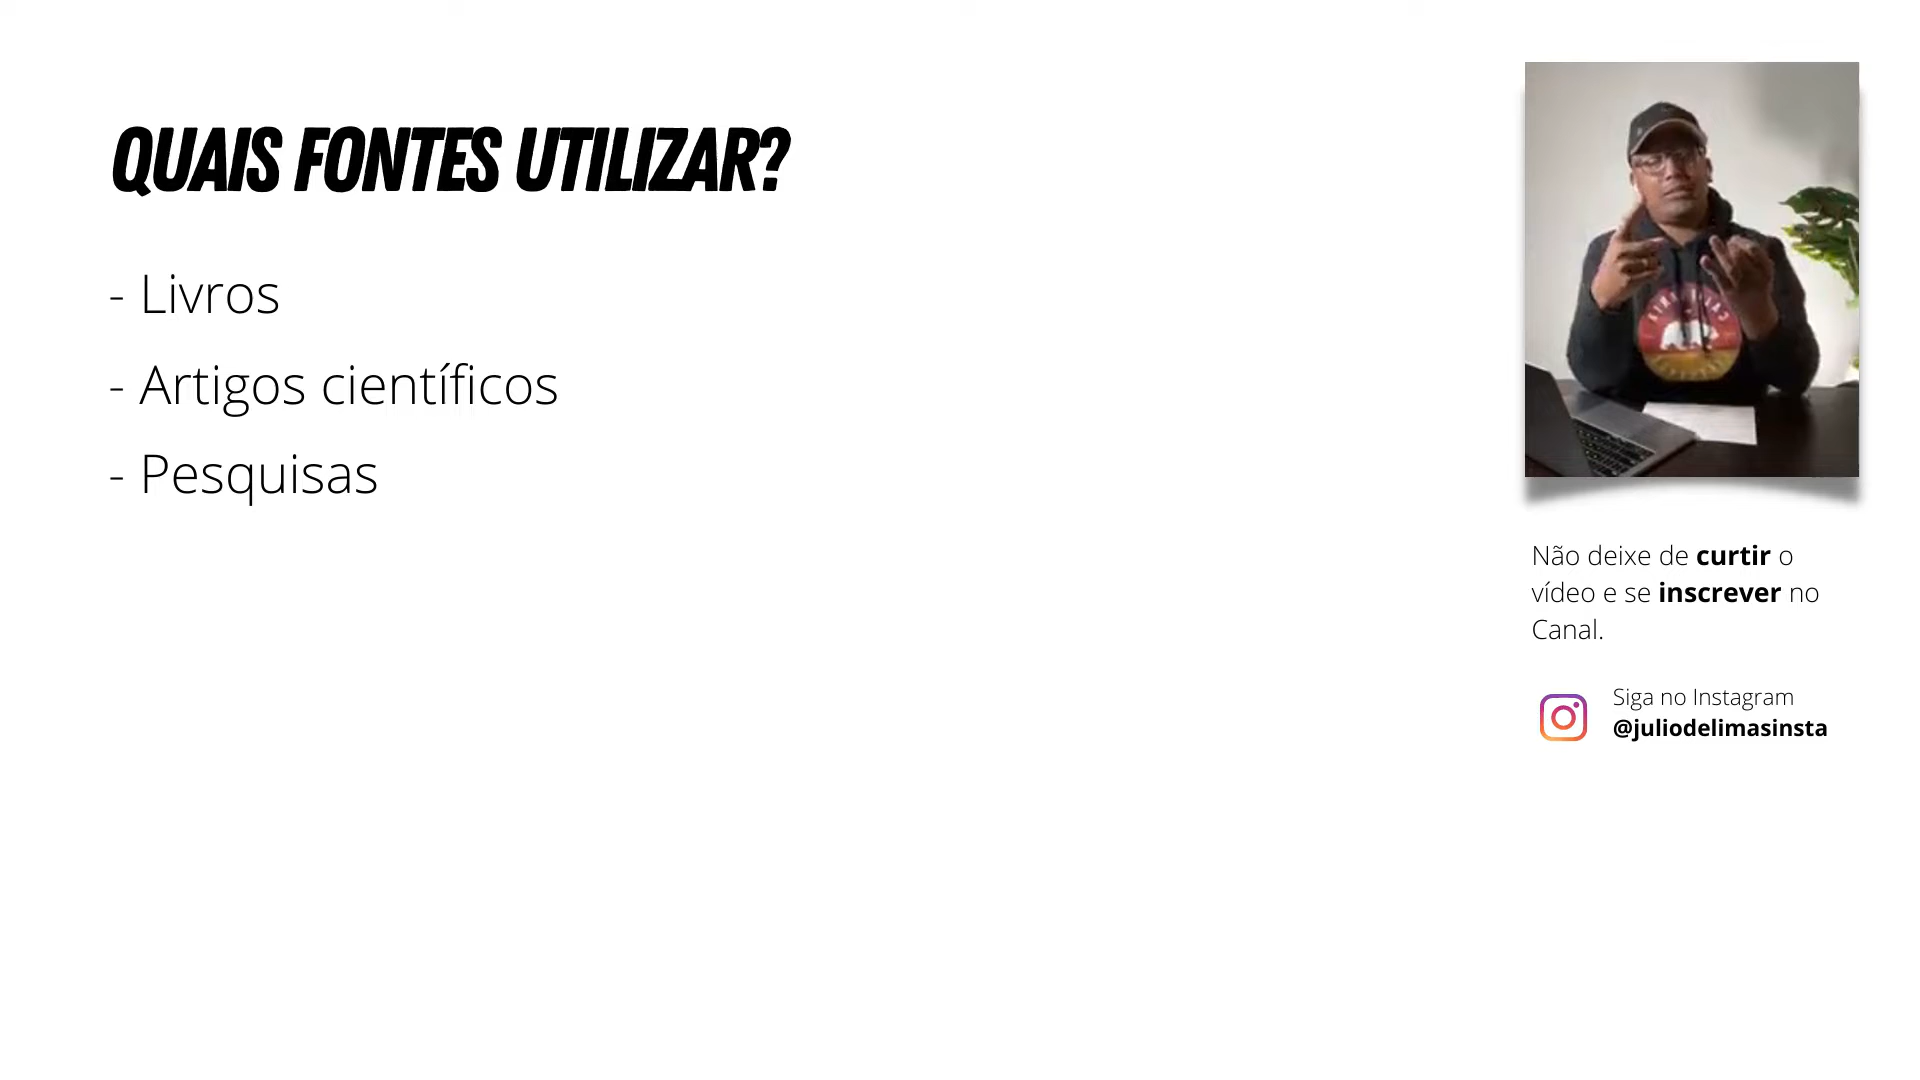 QUAIS FONTES UTILIZAR?
- Livros
- Artigos científicos
- Pesquisas
Não deixe de curtir o
vídeo e se inscrever no
Canal.
Siga no Instagram
@juliodelimasinsta